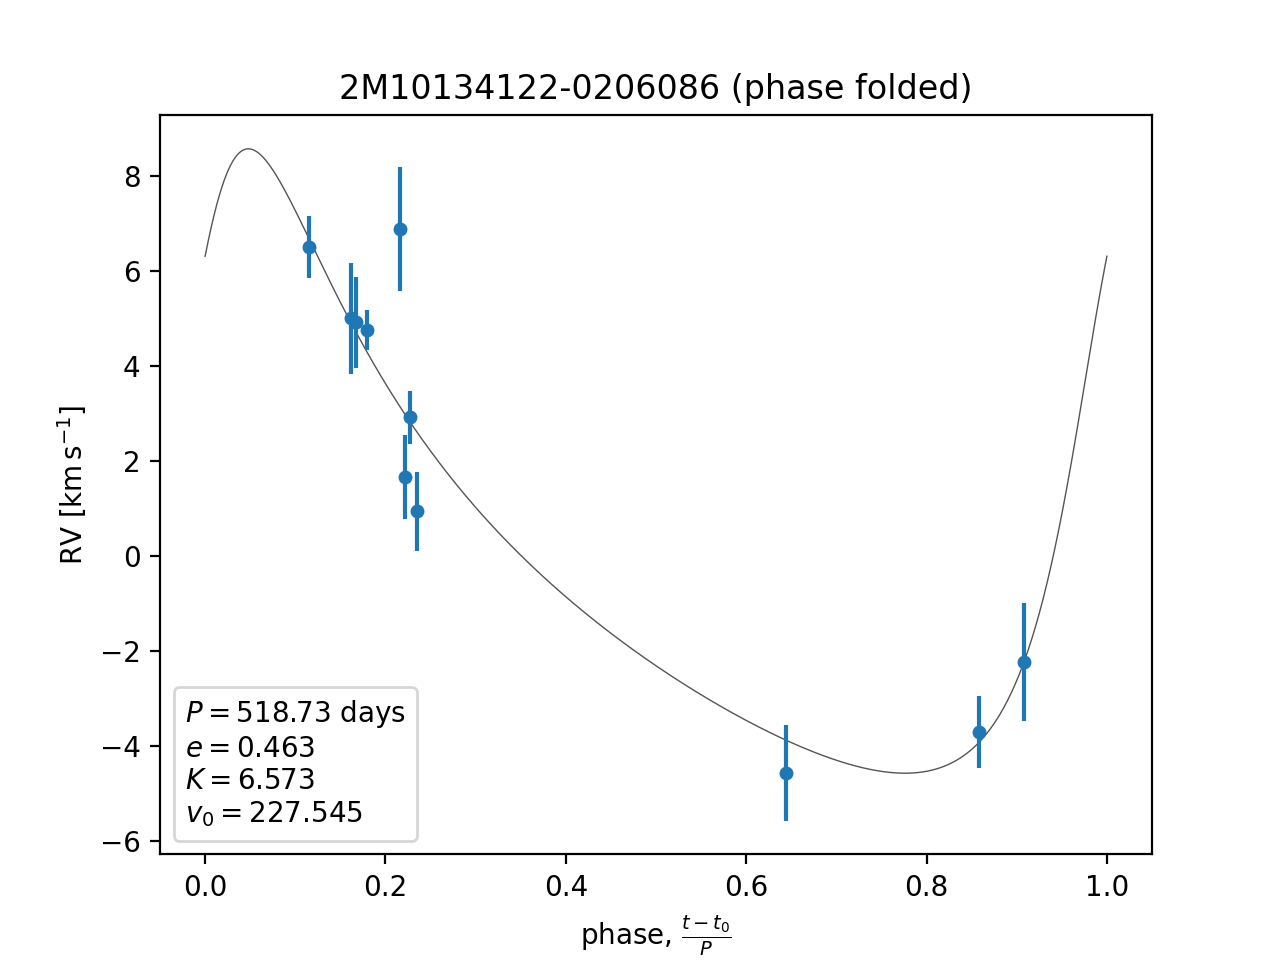 2M10134122-0206086 (phase folded)
8
6
4
2
0
−2
−4
−6
RV [km s⁻¹]
P = 518.73 days
e = 0.463
K = 6.573
v₀ = 227.545
0.0 0.2 0.4 0.6 0.8 1.0
phase, (t − t₀)/P